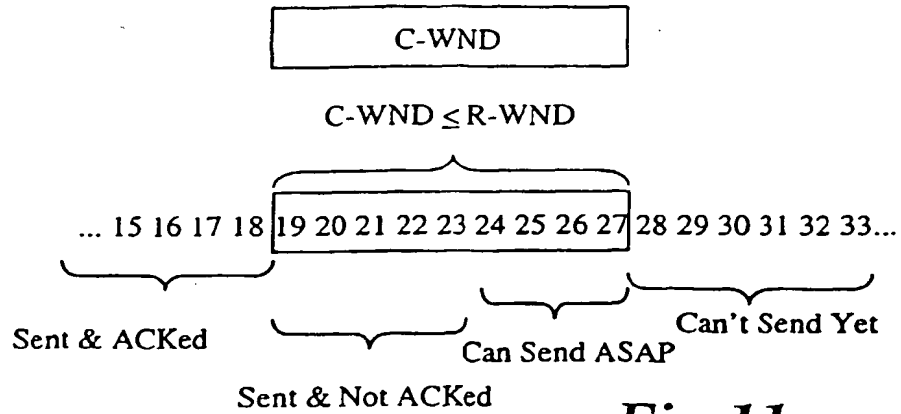 C-WND
C-WND ≤ R-WND
... 15 16 17 18 19 20 21 22 23 24 25 26 27 28 29 30 31 32 33...
Sent & ACKed
Can't Send Yet
Can Send ASAP
Sent & Not ACKed